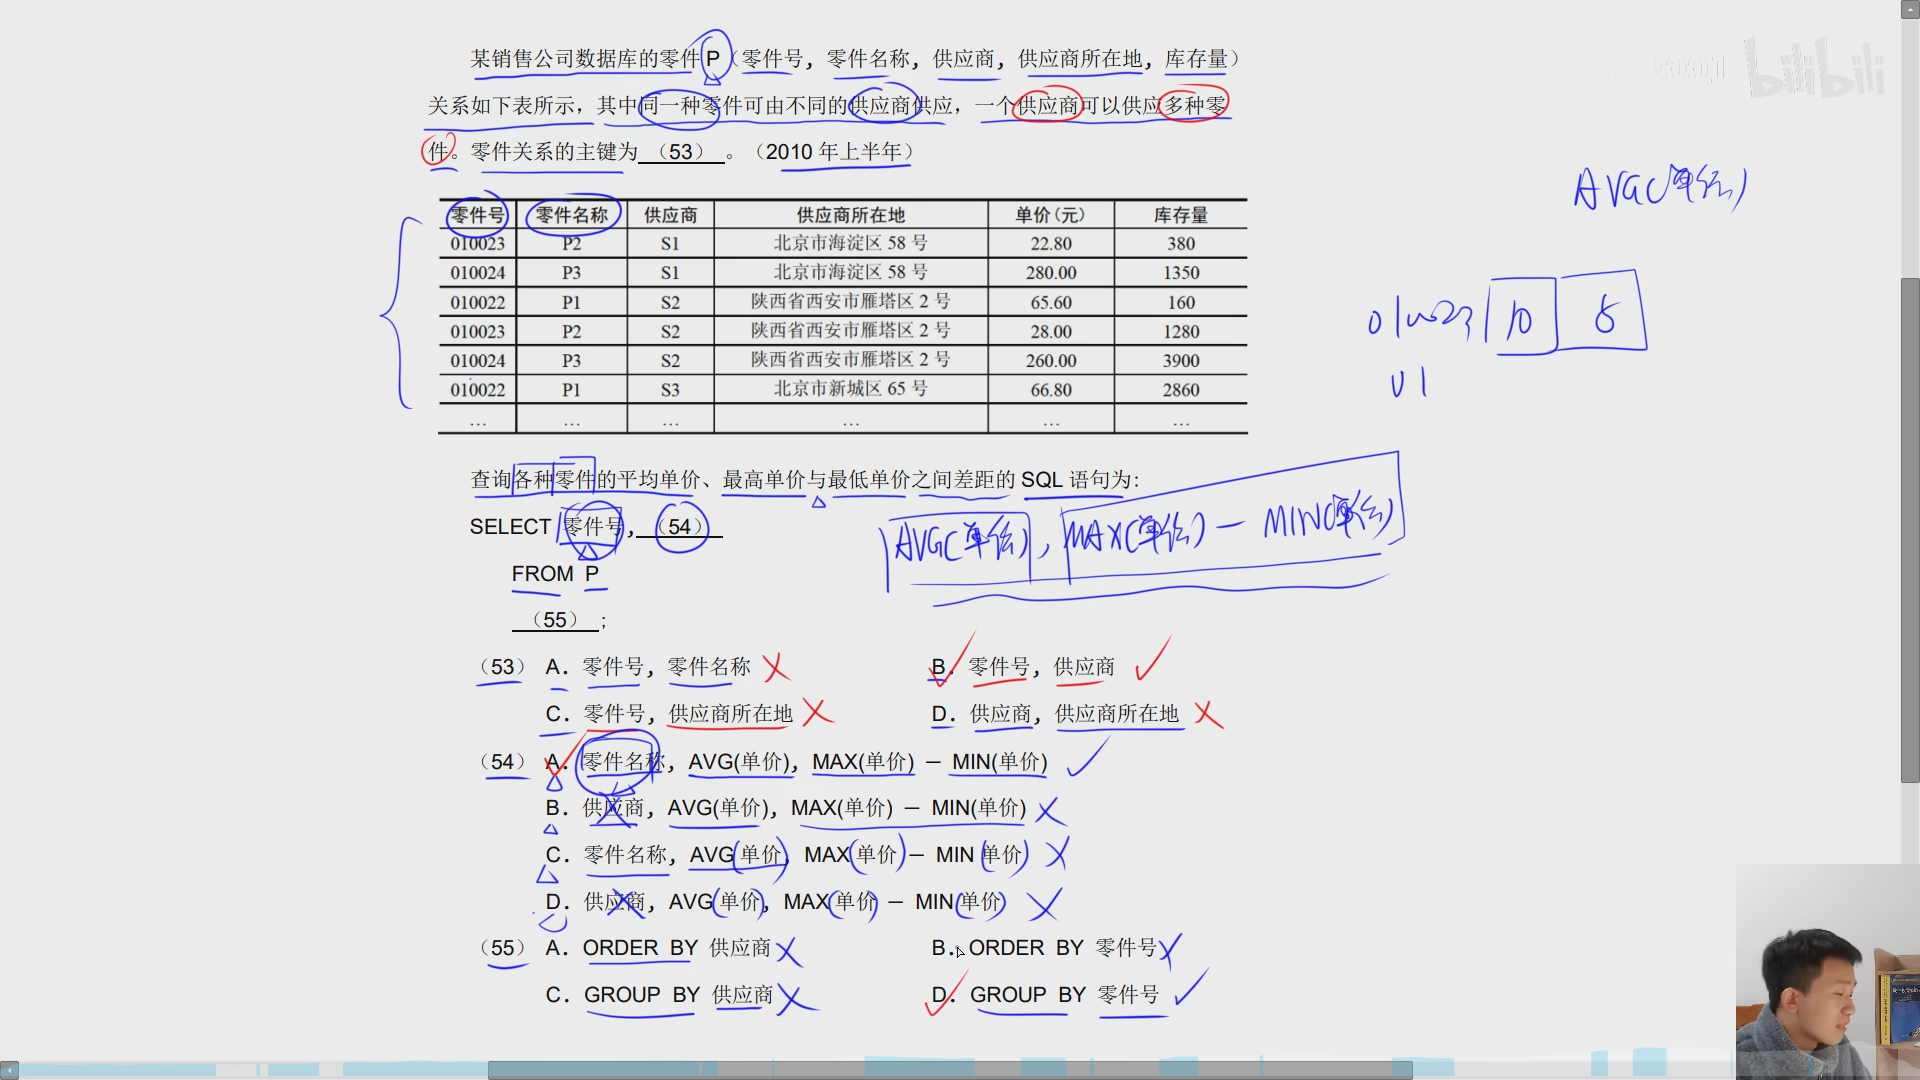 某销售公司数据库的零件 P（零件号，零件名称，供应商，供应商所在地，库存量）
关系如下表所示，其中同一种零件可由不同的供应商供应，一个供应商可以供应多种零
件。零件关系的主键为 （53） 。（2010 年上半年）
零件号 零件名称 供应商 供应商所在地 单价(元) 库存量
010023 P2 S1 北京市海淀区 58 号 22.80 380
010024 P3 S1 北京市海淀区 58 号 280.00 1350
010022 P1 S2 陕西省西安市雁塔区 2 号 65.60 160
010023 P2 S2 陕西省西安市雁塔区 2 号 28.00 1280
010024 P3 S2 陕西省西安市雁塔区 2 号 260.00 3900
010022 P1 S3 北京市新城区 65 号 66.80 2860
… … … … … …
AVG(单价)
10
bilibili
查询各种零件的平均单价、最高单价与最低单价之间差距的 SQL 语句为:
SELECT 零件号, （54）
AVG(单价), MAX(单价) — MIN(单价)
FROM P
（55） ;
（53） A. 零件号, 零件名称 B. 零件号, 供应商
C. 零件号, 供应商所在地 D. 供应商, 供应商所在地
（54） A. 零件名称, AVG(单价), MAX(单价) － MIN(单价)
B. 供应商, AVG(单价), MAX(单价) － MIN(单价)
C. 零件名称, AVG 单价, MAX 单价 － MIN 单价
D. 供应商, AVG 单价, MAX 单价 － MIN 单价
（55） A. ORDER BY 供应商 B. ORDER BY 零件号
C. GROUP BY 供应商 D. GROUP BY 零件号